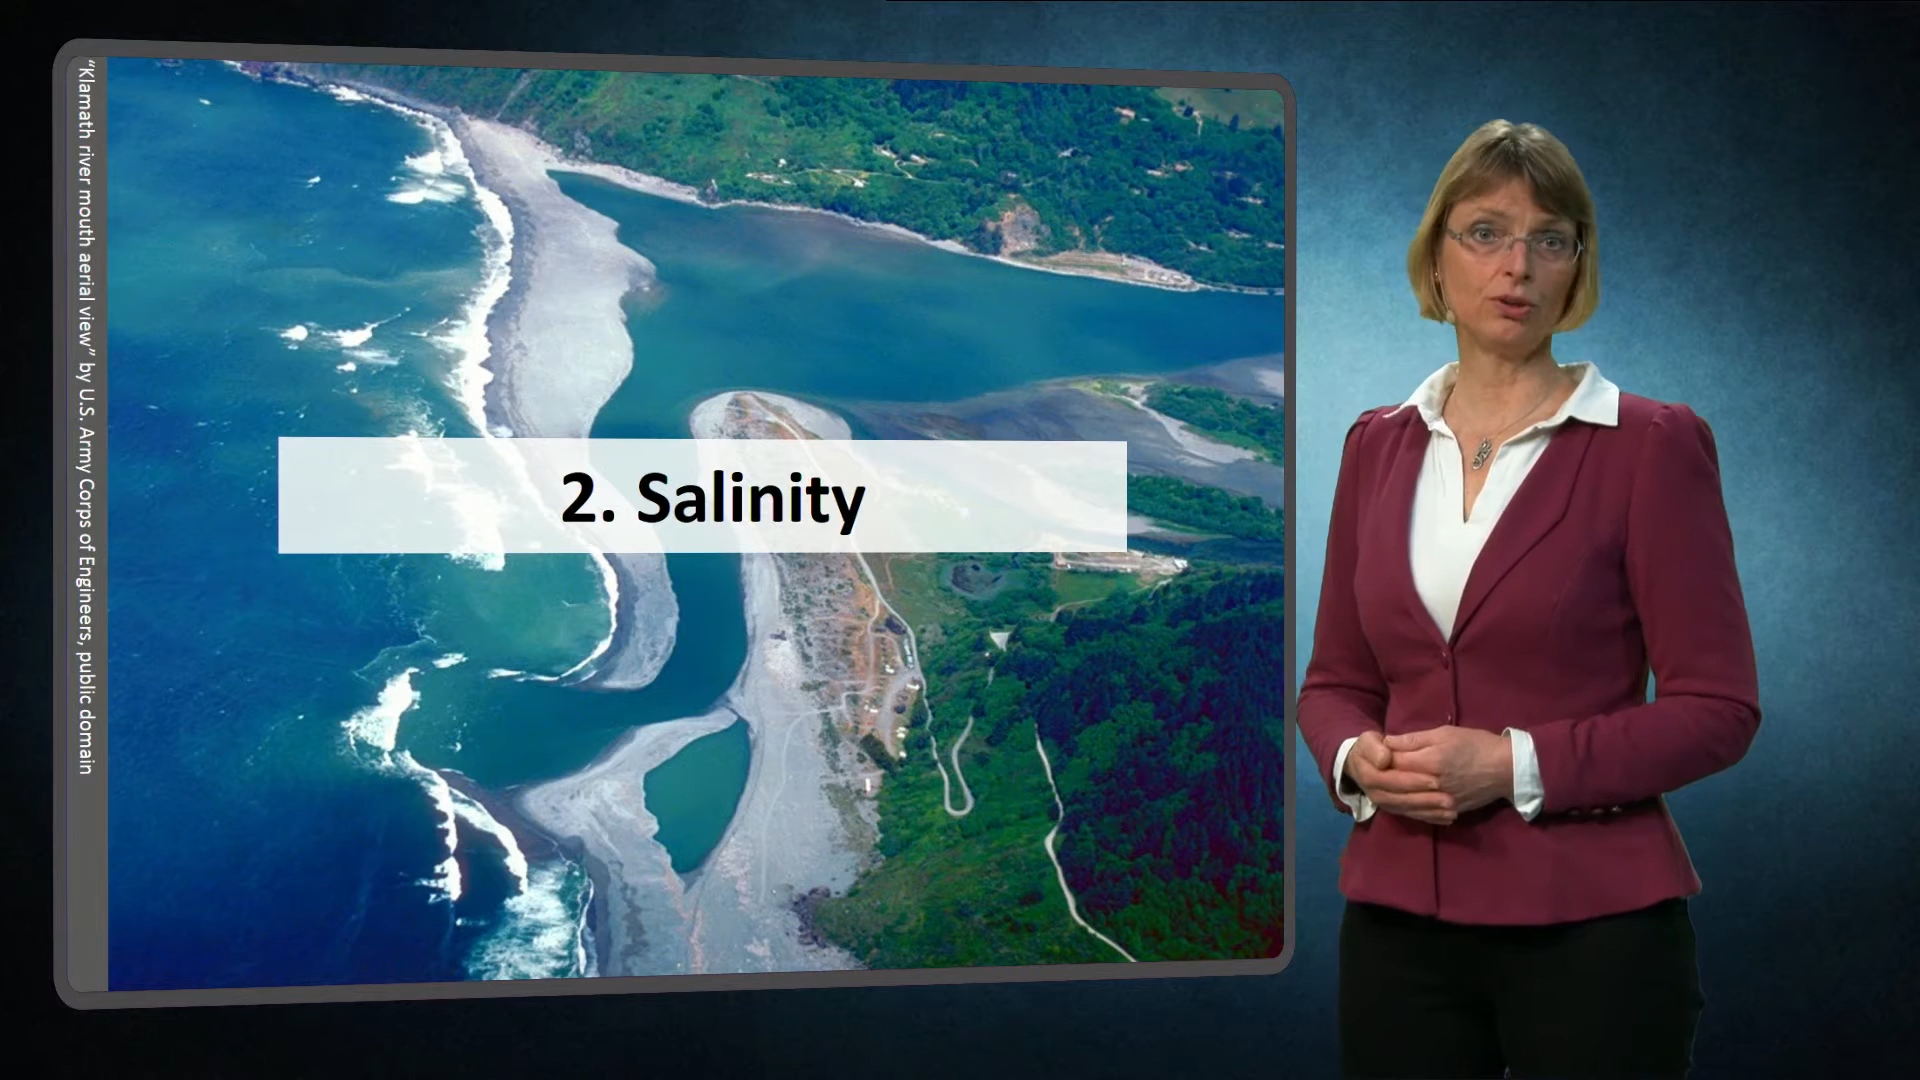 "Klamath river mouth aerial view" by U.S. Army Corps of Engineers, public domain
2. Salinity